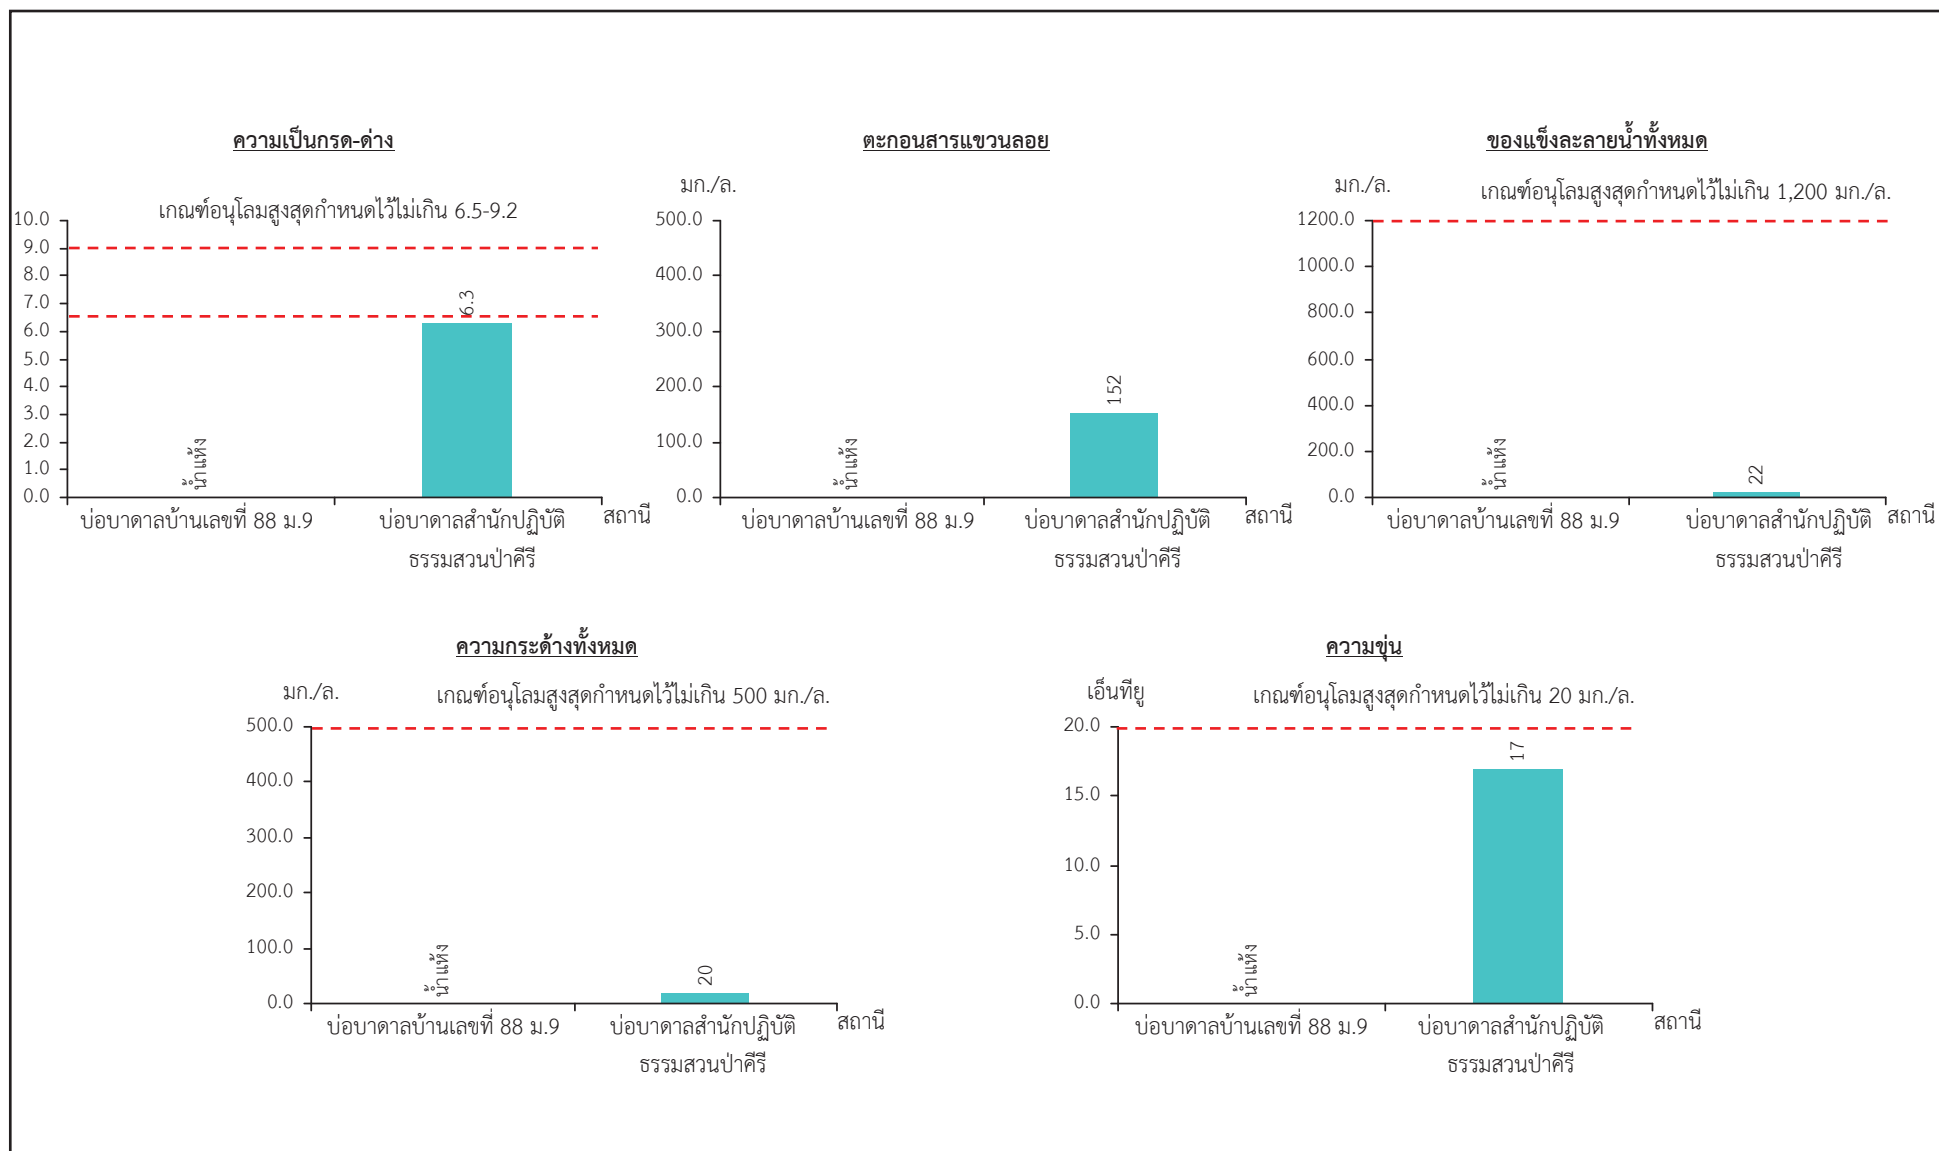 ความเป็นกรด-ด่าง
เกณฑ์อนุโลมสูงสุดกำหนดไว้ไม่เกิน 6.5-9.2
10.0
9.0
8.0
7.0
6.0
5.0
4.0
3.0
2.0
1.0
0.0
น้ำแห้ง
6.3
บ่อบาดาลบ้านเลขที่ 88 ม.9
บ่อบาดาลสำนักปฏิบัติ
ธรรมสวนป่าคีรี
สถานี
ตะกอนสารแขวนลอย
มก./ล.
500.0
400.0
300.0
200.0
100.0
0.0
น้ำแห้ง
152
บ่อบาดาลบ้านเลขที่ 88 ม.9
บ่อบาดาลสำนักปฏิบัติ
ธรรมสวนป่าคีรี
สถานี
ของแข็งละลายน้ำทั้งหมด
มก./ล.
เกณฑ์อนุโลมสูงสุดกำหนดไว้ไม่เกิน 1,200 มก./ล.
1200.0
1000.0
800.0
600.0
400.0
200.0
0.0
น้ำแห้ง
22
บ่อบาดาลบ้านเลขที่ 88 ม.9
บ่อบาดาลสำนักปฏิบัติ
ธรรมสวนป่าคีรี
สถานี
ความกระด้างทั้งหมด
มก./ล.
เกณฑ์อนุโลมสูงสุดกำหนดไว้ไม่เกิน 500 มก./ล.
500.0
400.0
300.0
200.0
100.0
0.0
น้ำแห้ง
20
บ่อบาดาลบ้านเลขที่ 88 ม.9
บ่อบาดาลสำนักปฏิบัติ
ธรรมสวนป่าคีรี
สถานี
ความขุ่น
เอ็นทียู
เกณฑ์อนุโลมสูงสุดกำหนดไว้ไม่เกิน 20 มก./ล.
20.0
15.0
10.0
5.0
0.0
น้ำแห้ง
17
บ่อบาดาลบ้านเลขที่ 88 ม.9
บ่อบาดาลสำนักปฏิบัติ
ธรรมสวนป่าคีรี
สถานี